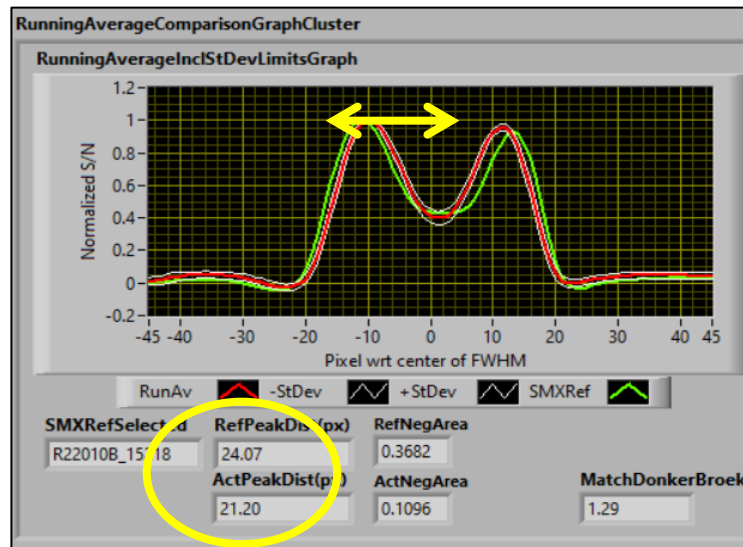 RunningAverageComparisonGraphCluster
RunningAverageInclStDevLimitsGraph
1.2-
1-
0.8-
0.6-
0.4-
0.2-
0-
-0.2-
Normalized S/N
-45 -40 -30 -20 -10 0 10 20 30 40 45
Pixel wrt center of FWHM
RunAv -StDev +StDev SMXRef
SMXRefSelected RefPeakDist(px) RefNegArea
24.07 0.3682
ActPeakDist(px) ActNegArea MatchDonkerBroek
21.20 0.1096 1.29